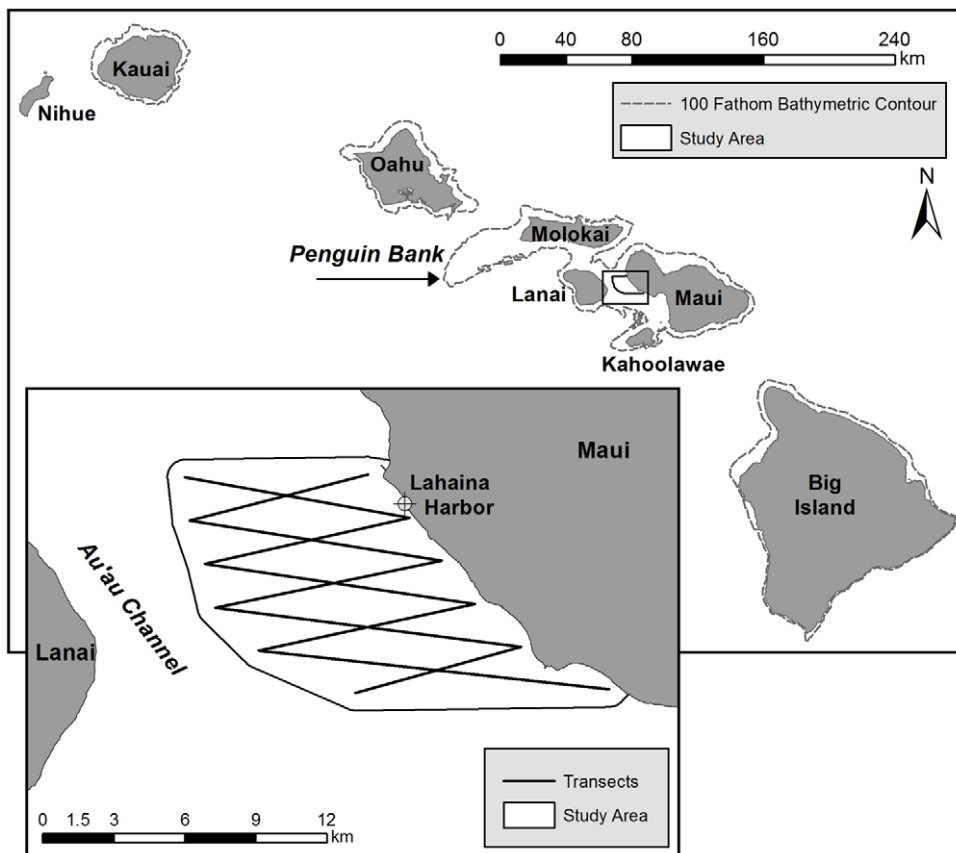 0 40 80 160 240
km
100 Fathom Bathymetric Contour
Study Area
N
Kauai
Nihue
Oahu
Molokai
Penguin Bank
Lanai
Maui
Kahoolawae
Big
Island
Maui
Lahaina
Harbor
Au'au Channel
Lanai
Transects
Study Area
0 1.5 3 6 9 12
km